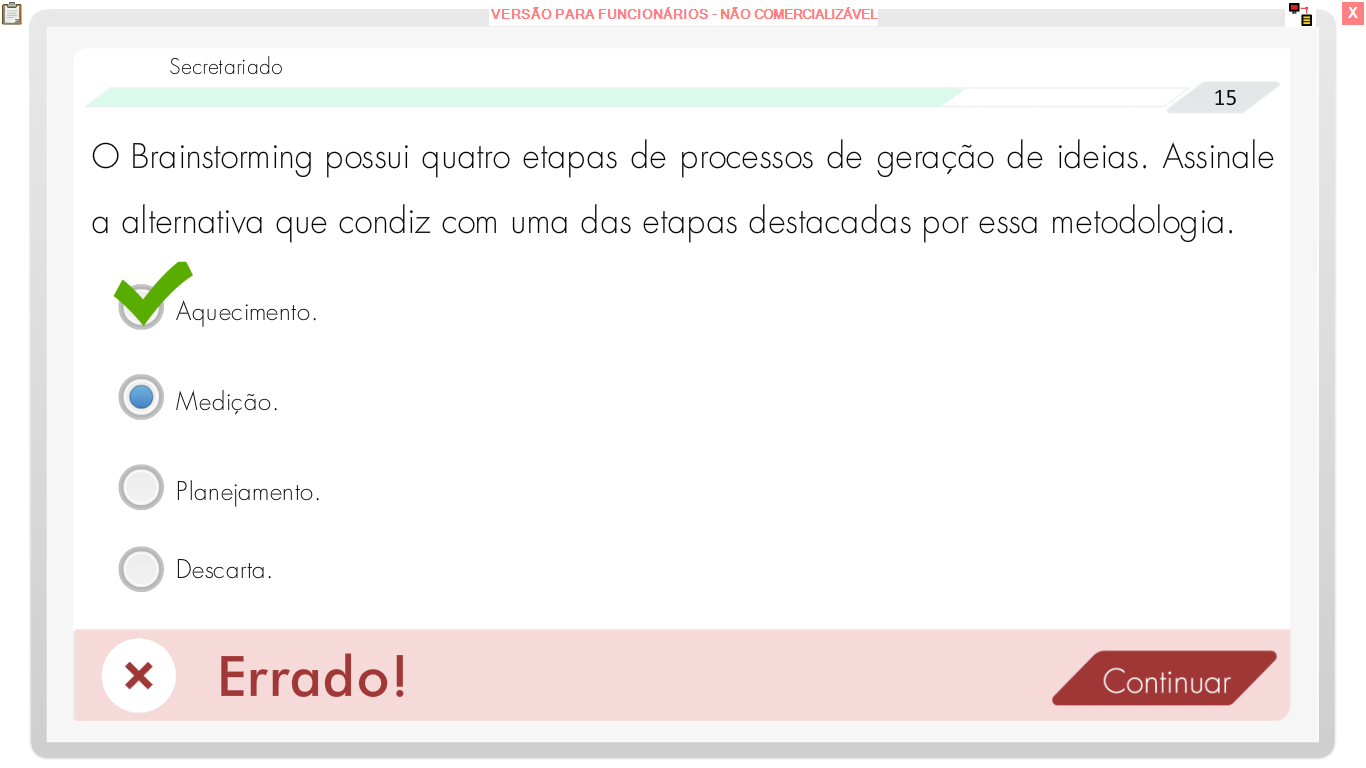 VERSÃO PARA FUNCIONÁRIOS - NÃO COMERCIALIZÁVEL
X
Secretariado
15
O Brainstorming possui quatro etapas de processos de geração de ideias. Assinale
a alternativa que condiz com uma das etapas destacadas por essa metodologia.
Aquecimento.
Medição.
Planejamento.
Descarta.
Errado!
Continuar